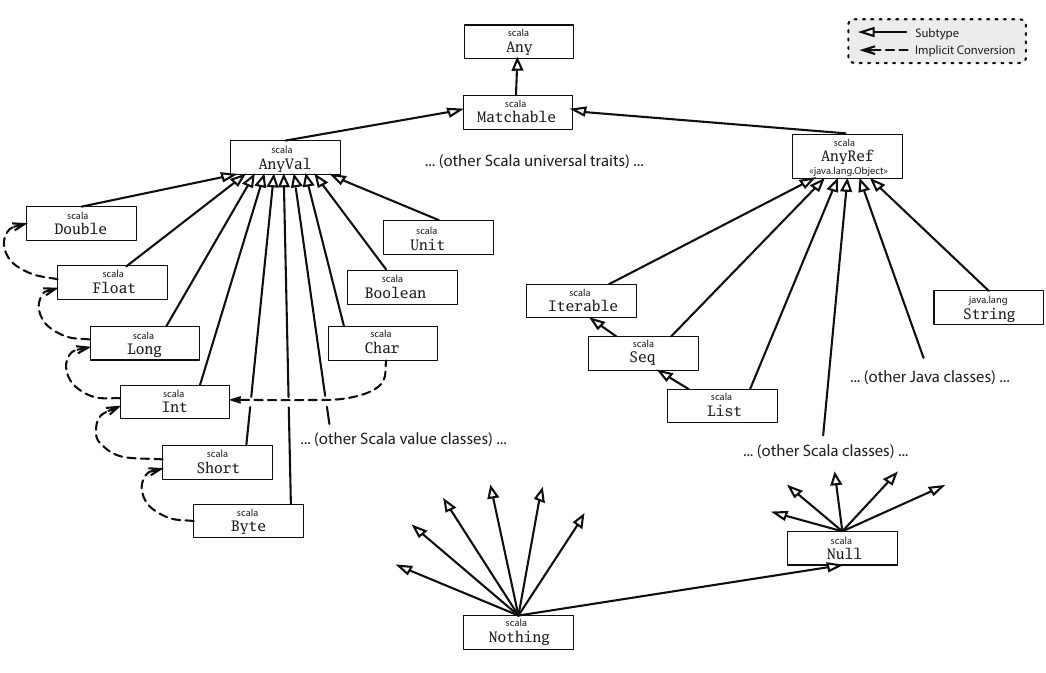 scala
Any
Subtype
Implicit Conversion
scala
Matchable
scala
AnyVal
... (other Scala universal traits) ...
scala
AnyRef
«java.lang.Object»
scala
Double
scala
Unit
scala
Float
scala
Boolean
scala
Iterable
java.lang
String
scala
Long
scala
Char
scala
Seq
... (other Java classes) ...
scala
Int
scala
List
... (other Scala value classes) ...
... (other Scala classes) ...
scala
Short
scala
Byte
scala
Null
scala
Nothing